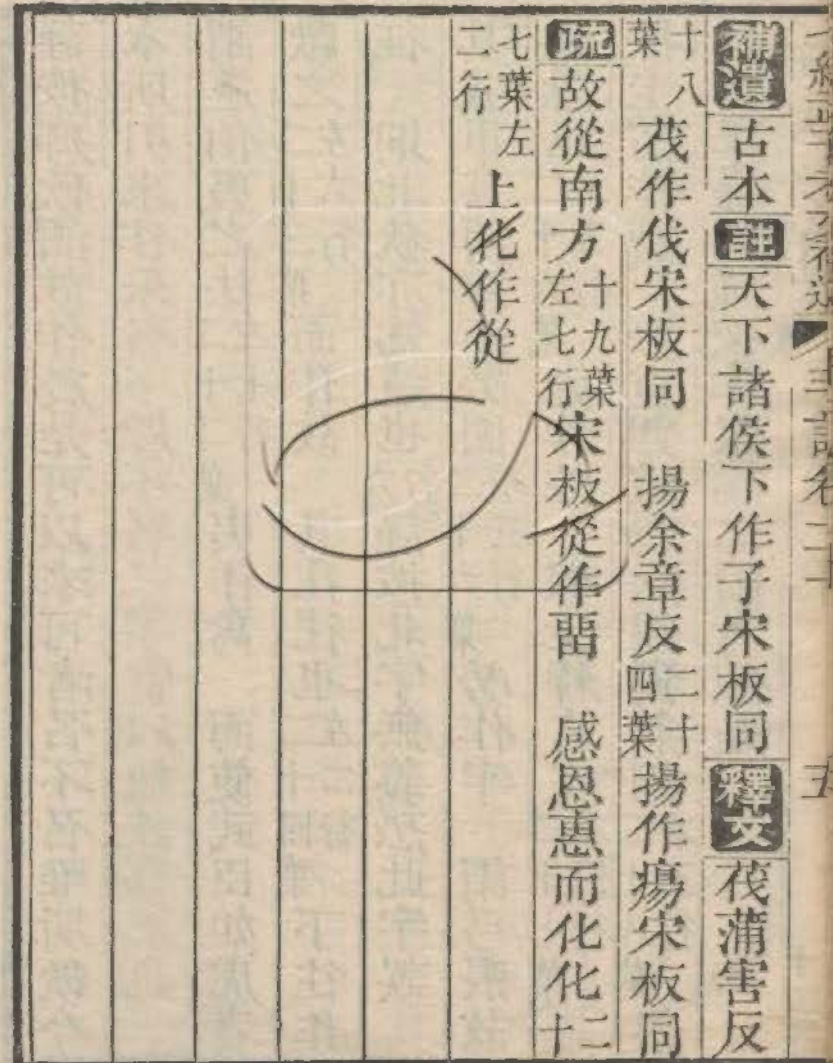 七經孟子考文補遺 毛詩卷二十 五
補遺 古本 註 天下諸侯下作子宋板同 釋文 茷蒲害反
十八葉 茷作伐宋板同 揚余章反 二十四葉 揚作瘍宋板同
疏 故從南方 十九葉左七行 宋板從作畱 感恩惠而化化 二十
七葉左二行 上化作從